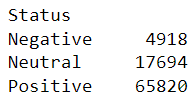 Status
Negative 4918
Neutral 17694
Positive 65820